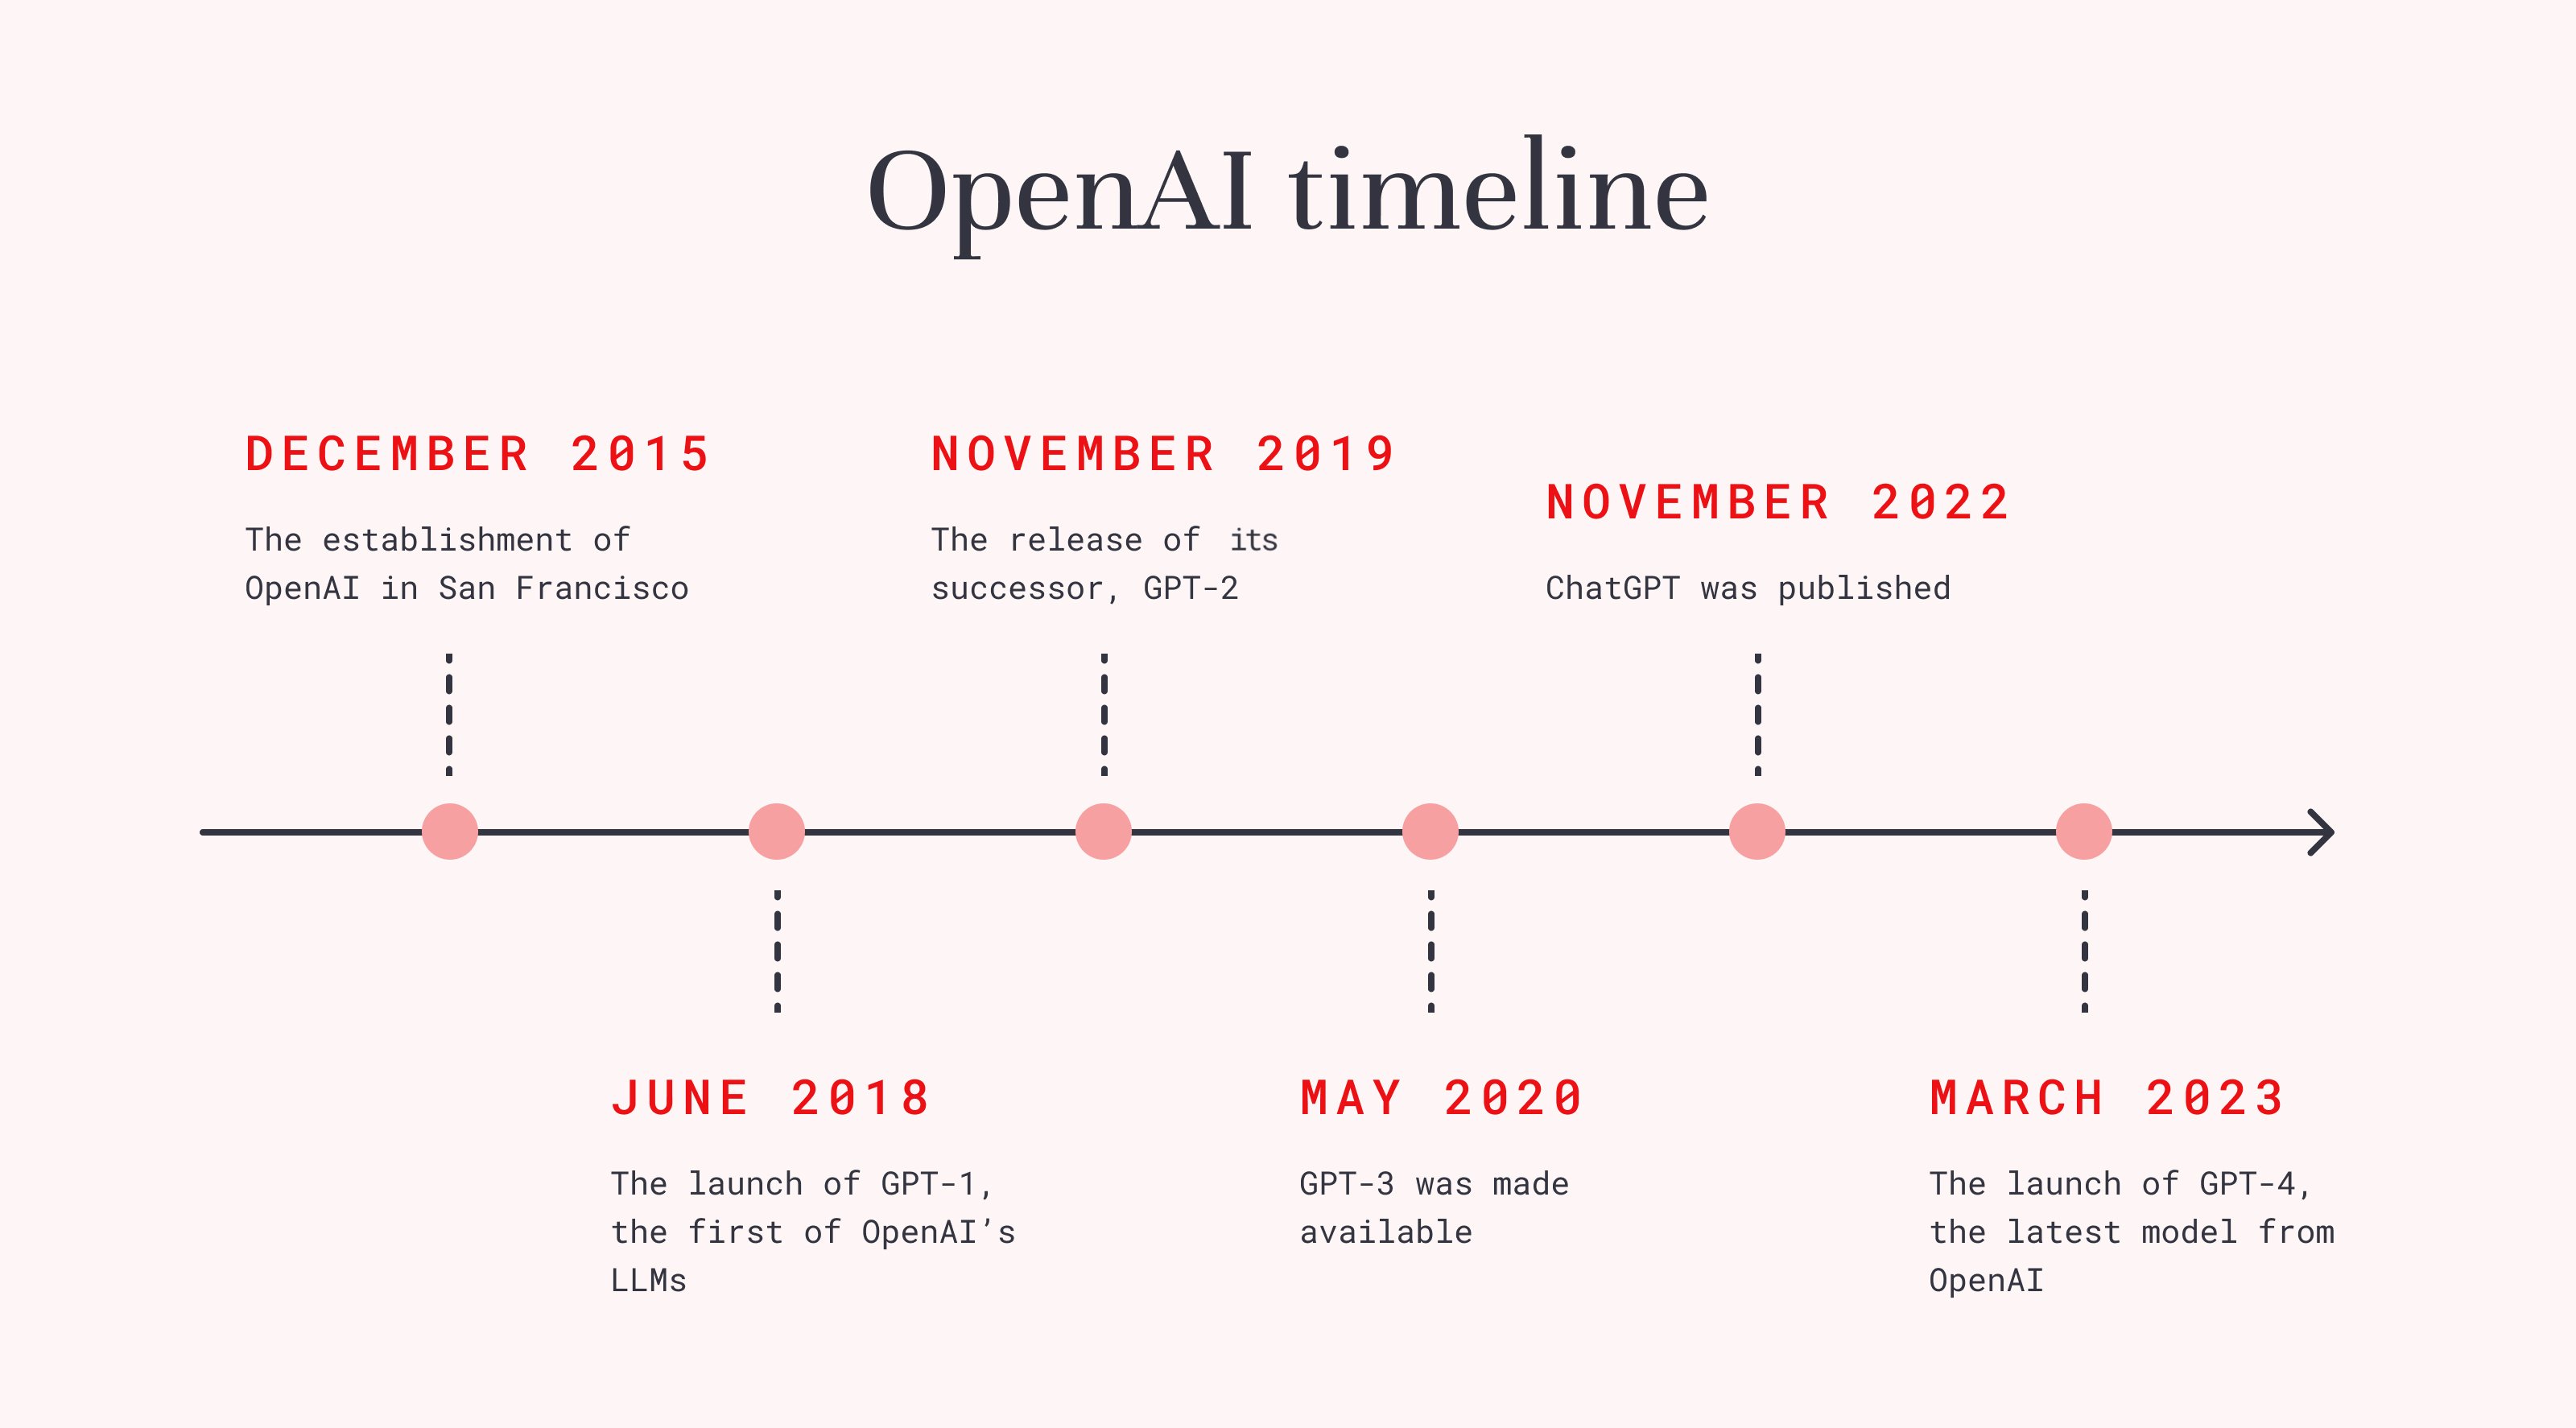 OpenAI timeline
DECEMBER 2015
The establishment of
OpenAI in San Francisco
JUNE 2018
The launch of GPT-1,
the first of OpenAI’s
LLMs
NOVEMBER 2019
The release of its
successor, GPT-2
MAY 2020
GPT-3 was made
available
NOVEMBER 2022
ChatGPT was published
MARCH 2023
The launch of GPT-4,
the latest model from
OpenAI